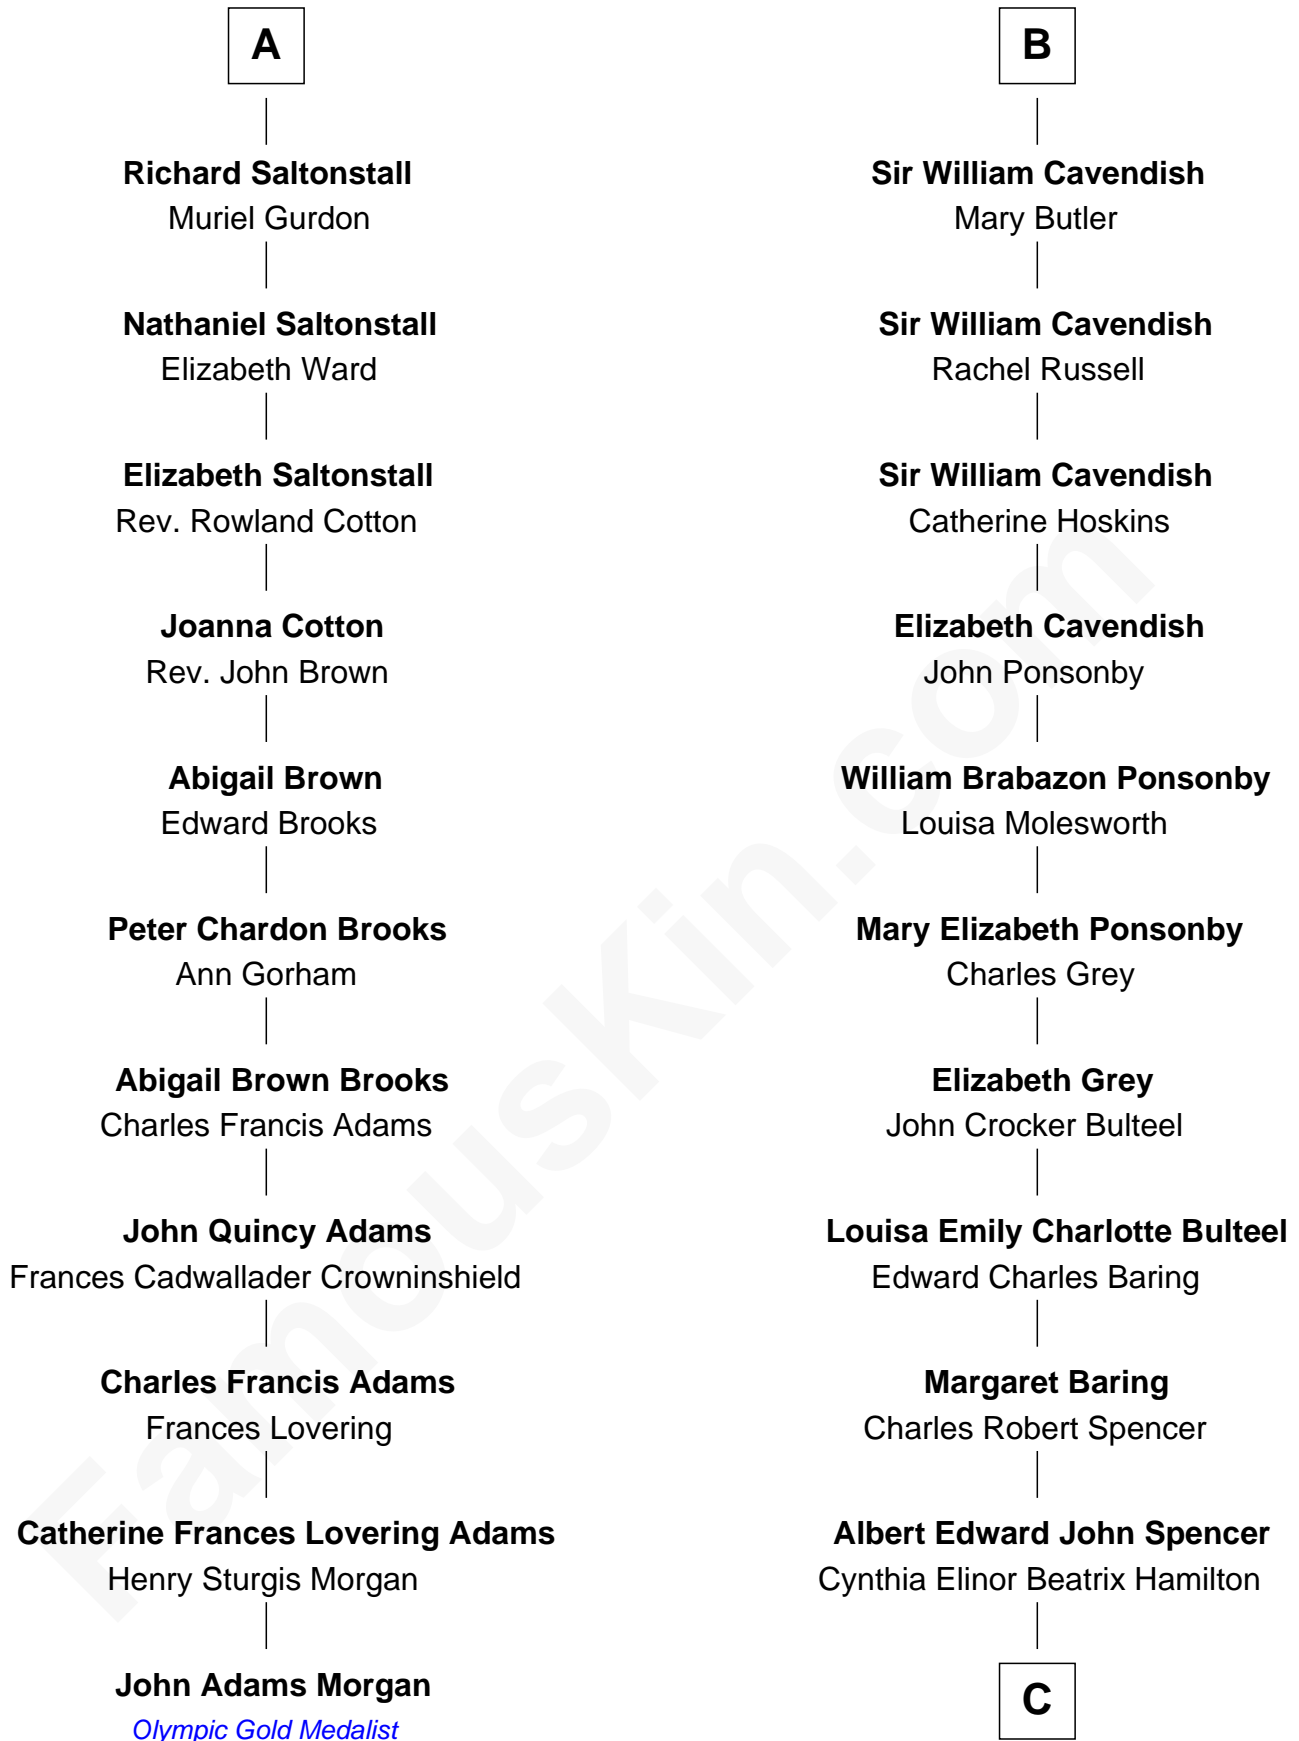 A
Richard Saltonstall
Muriel Gurdon
Nathaniel Saltonstall
Elizabeth Ward
Elizabeth Saltonstall
Rev. Rowland Cotton
Joanna Cotton
Rev. John Brown
Abigail Brown
Edward Brooks
Peter Chardon Brooks
Ann Gorham
Abigail Brown Brooks
Charles Francis Adams
John Quincy Adams
Frances Cadwallader Crowninshield
Charles Francis Adams
Frances Lovering
Catherine Frances Lovering Adams
Henry Sturgis Morgan
John Adams Morgan
Olympic Gold Medalist
B
Sir William Cavendish
Mary Butler
Sir William Cavendish
Rachel Russell
Sir William Cavendish
Catherine Hoskins
Elizabeth Cavendish
John Ponsonby
William Brabazon Ponsonby
Louisa Molesworth
Mary Elizabeth Ponsonby
Charles Grey
Elizabeth Grey
John Crocker Bulteel
Louisa Emily Charlotte Bulteel
Edward Charles Baring
Margaret Baring
Charles Robert Spencer
Albert Edward John Spencer
Cynthia Elinor Beatrix Hamilton
C
FamousKin.com